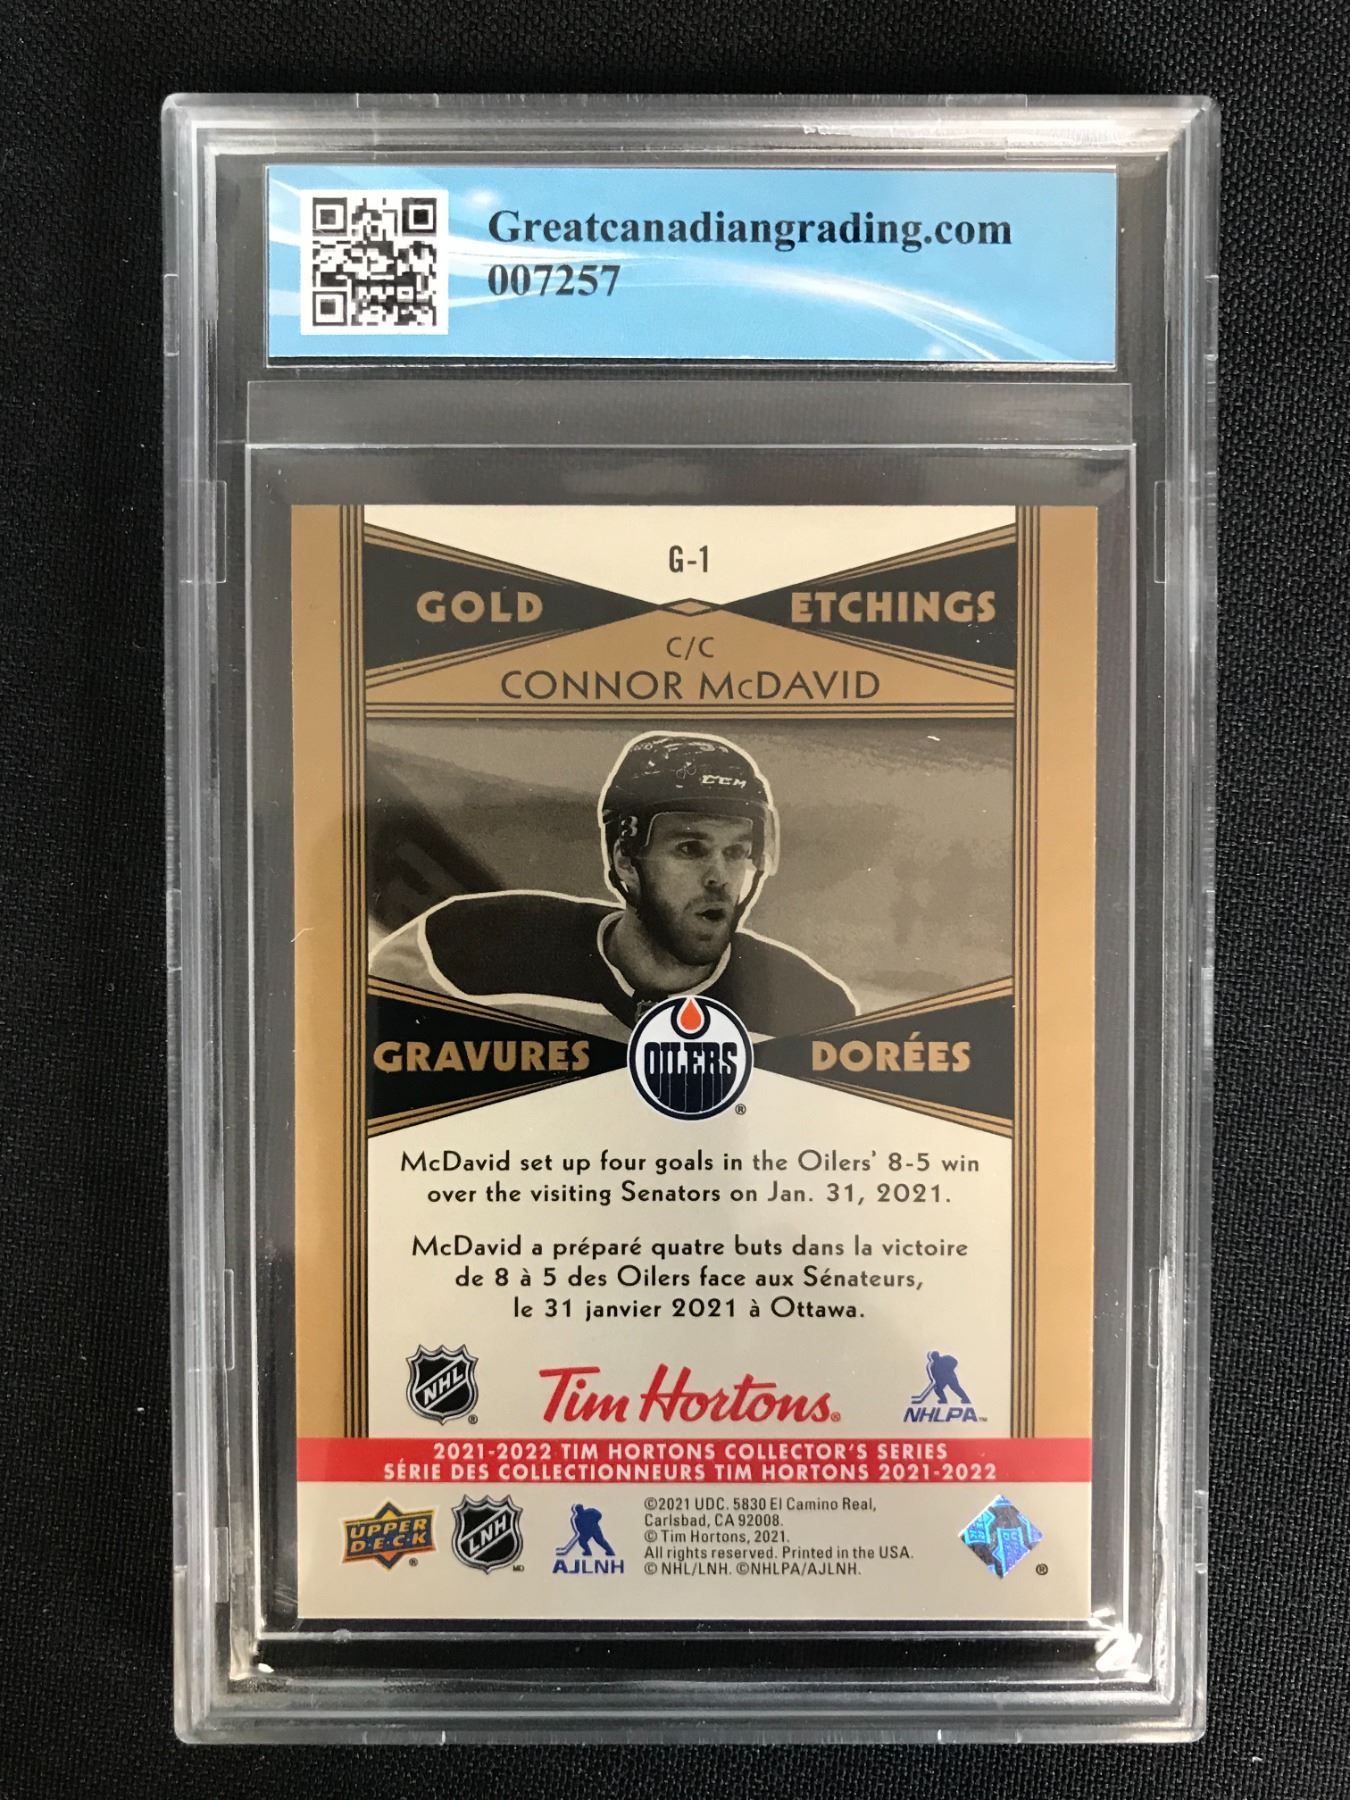 Greatcanadiangrading.com
007257
G-1
GOLD ETCHINGS
C/C
CONNOR McDAVID
CCM
GRAVURES OILERS® DORÉES
McDavid set up four goals in the Oilers' 8-5 win
over the visiting Senators on Jan. 31, 2021.
McDavid a préparé quatre buts dans la victoire
de 8 à 5 des Oilers face aux Sénateurs,
le 31 janvier 2021 à Ottawa.
NHL® Tim Hortons® NHLPA™
2021-2022 TIM HORTONS COLLECTOR'S SERIES
SÉRIE DES COLLECTIONNEURS TIM HORTONS 2021-2022
UPPER DECK® LNH MD AJLNH ®
©2021 UDC. 5830 El Camino Real,
Carlsbad, CA 92008.
© Tim Hortons, 2021.
All rights reserved. Printed in the USA.
© NHL/LNH. ©NHLPA/AJLNH.